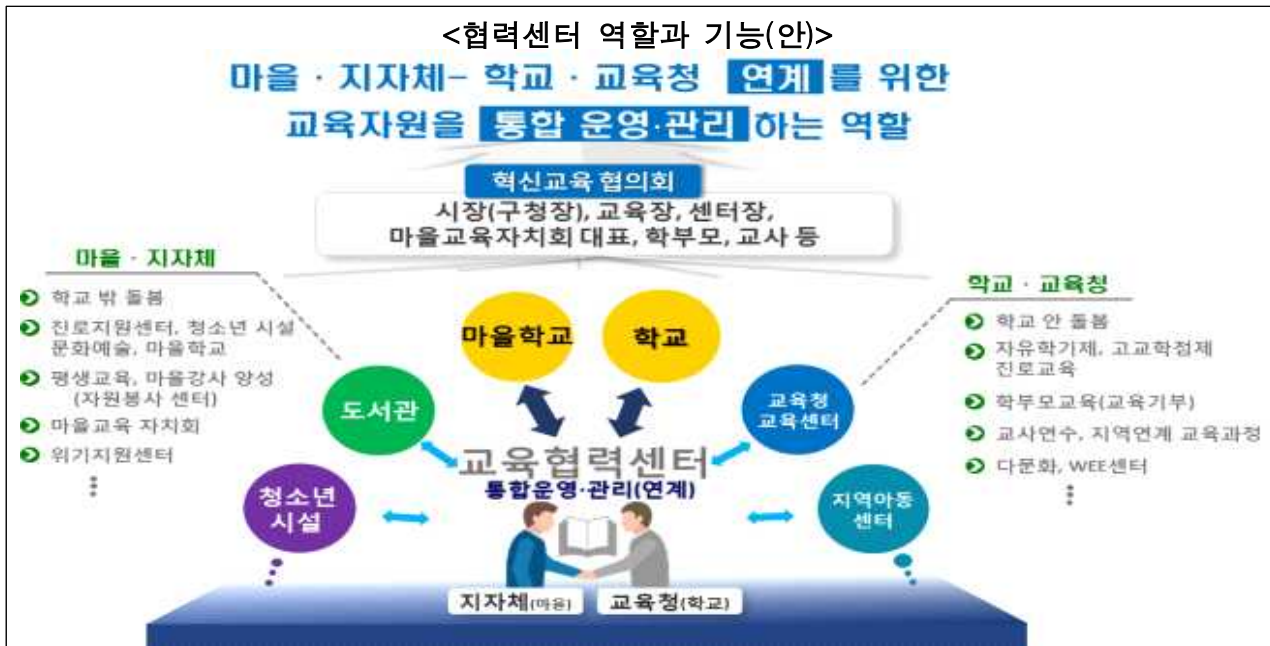 <협력센터 역할과 기능(안)>
마을 · 지자체– 학교 · 교육청 연계를 위한
교육자원을 통합 운영·관리하는 역할
혁신교육 협의회
시장(구청장), 교육장, 센터장,
마을교육자치회 대표, 학부모, 교사 등
마을 · 지자체
학교 밖 돌봄
진로지원센터, 청소년 시설
문화예술, 마을학교
평생교육, 마을강사 양성
(자원봉사 센터)
마을교육 자치회
위기지원센터
마을학교
학교
도서관
교육청
교육센터
청소년
시설
지역아동
센터
교육협력센터
통합운영·관리(연계)
지자체(마을)
교육청(학교)
학교 · 교육청
학교 안 돌봄
자유학기제, 고교학점제
진로교육
학부모교육(교육기부)
교사연수, 지역연계 교육과정
다문화, WEE센터